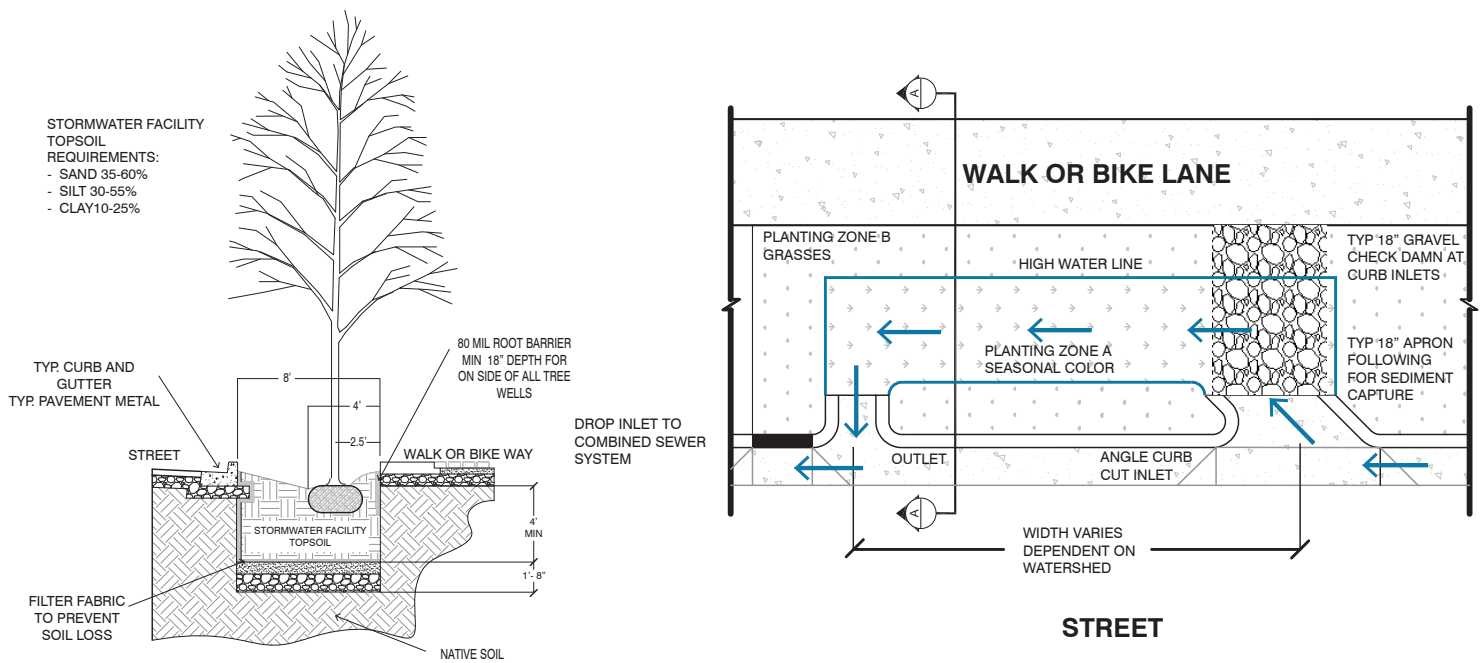 STORMWATER FACILITY
TOPSOIL
REQUIREMENTS:
- SAND 35-60%
- SILT 30-55%
- CLAY10-25%
80 MIL ROOT BARRIER
MIN 18" DEPTH FOR
ON SIDE OF ALL TREE
WELLS
TYP. CURB AND
GUTTER
TYP. PAVEMENT METAL
8'
4'
2.5'
STREET
WALK OR BIKE WAY
STORMWATER FACILITY
TOPSOIL
4'
MIN
1'- 8"
FILTER FABRIC
TO PREVENT
SOIL LOSS
NATIVE SOIL
DROP INLET TO
COMBINED SEWER
SYSTEM
A
WALK OR BIKE LANE
PLANTING ZONE B
GRASSES
HIGH WATER LINE
TYP 18" GRAVEL
CHECK DAMN AT
CURB INLETS
PLANTING ZONE A
SEASONAL COLOR
TYP 18" APRON
FOLLOWING
FOR SEDIMENT
CAPTURE
OUTLET
ANGLE CURB
CUT INLET
A
WIDTH VARIES
DEPENDENT ON
WATERSHED
STREET